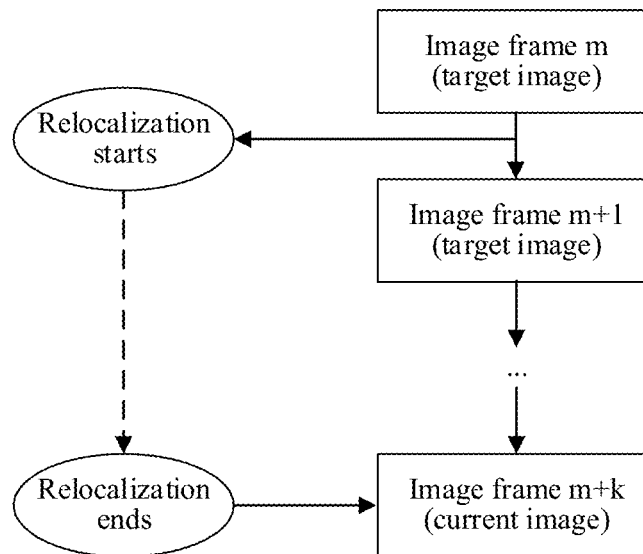 Image frame m
(target image)
Relocalization
starts
Image frame m+1
(target image)
...
Relocalization
ends
Image frame m+k
(current image)